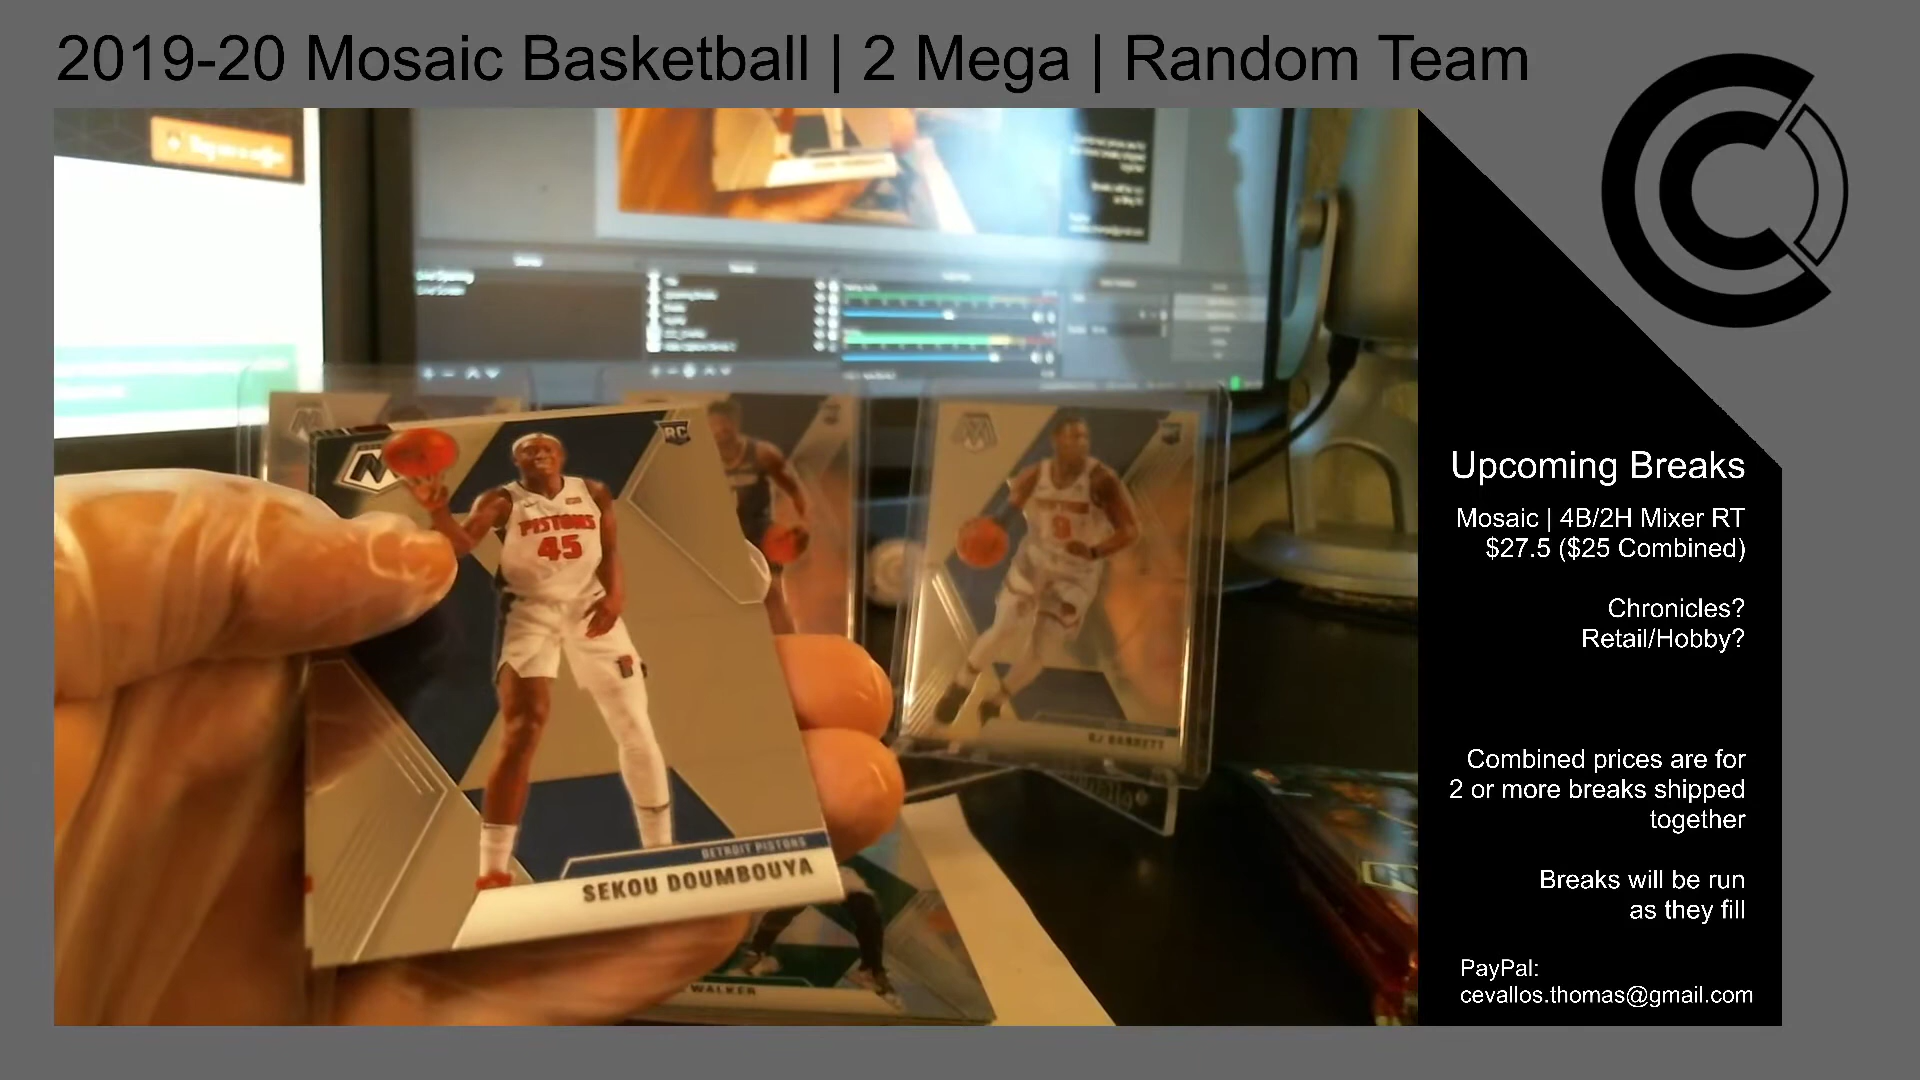 2019-20 Mosaic Basketball | 2 Mega | Random Team
RC
PISTONS
45
DETROIT PISTONS
SEKOU DOUMBOUYA
9
RJ BARRETT
WALKER
Upcoming Breaks
Mosaic | 4B/2H Mixer RT
$27.5 ($25 Combined)
Chronicles?
Retail/Hobby?
Combined prices are for
2 or more breaks shipped
together
Breaks will be run
as they fill
PayPal:
cevallos.thomas@gmail.com